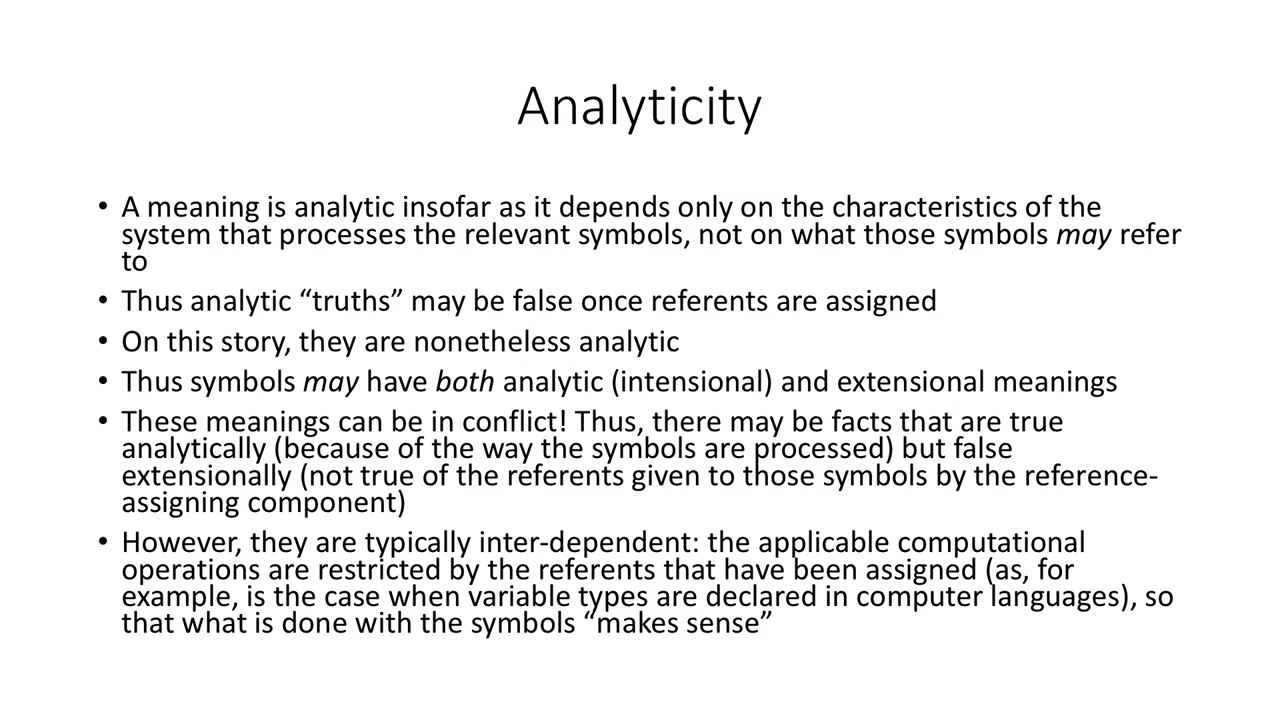 Analyticity
• A meaning is analytic insofar as it depends only on the characteristics of the
system that processes the relevant symbols, not on what those symbols may refer
to
• Thus analytic “truths” may be false once referents are assigned
• On this story, they are nonetheless analytic
• Thus symbols may have both analytic (intensional) and extensional meanings
• These meanings can be in conflict! Thus, there may be facts that are true
analytically (because of the way the symbols are processed) but false
extensionally (not true of the referents given to those symbols by the reference-
assigning component)
• However, they are typically inter-dependent: the applicable computational
operations are restricted by the referents that have been assigned (as, for
example, is the case when variable types are declared in computer languages), so
that what is done with the symbols “makes sense”